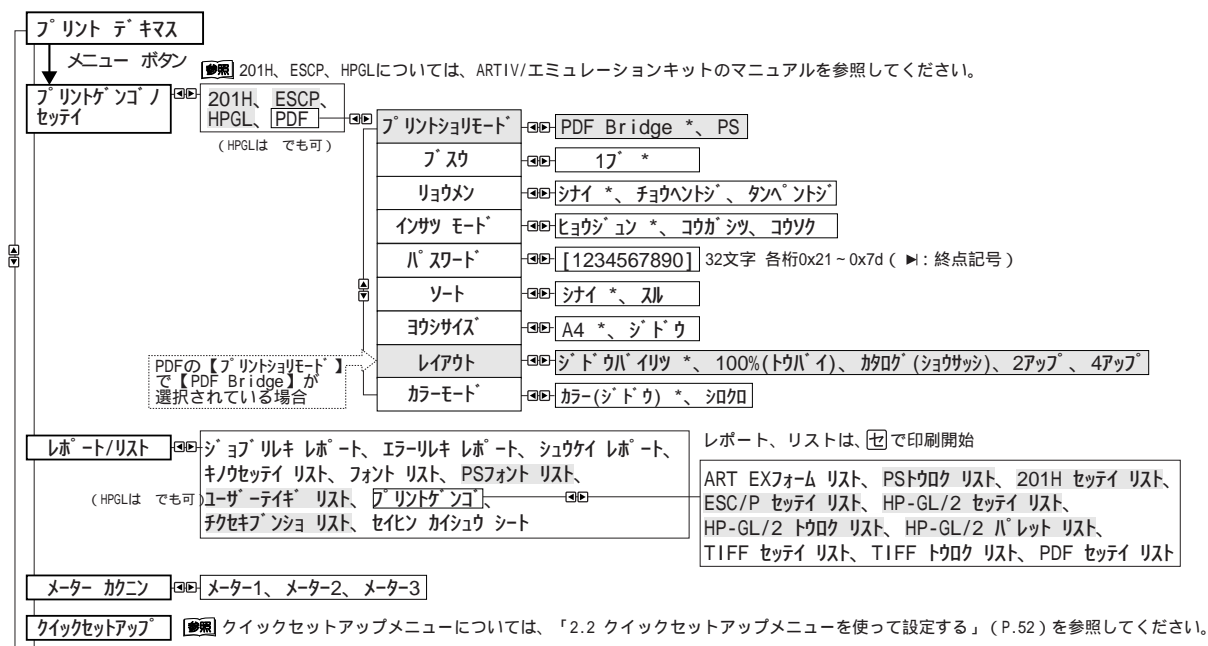 プリント デキマス
メニュー ボタン
参照 201H、ESCP、HPGLについては、ARTIV/エミュレーションキットのマニュアルを参照してください。
プリントゲンゴノ
セッテイ
201H、ESCP、
HPGL、PDF
(HPGLは でも可)
プリントショリモード
PDF Bridge *、PS
ブスウ
1ブ *
リョウメン
シナイ *、チョウヘントジ、タンペントジ
インサツ モード
ヒョウジュン *、コウガシツ、コウソク
パスワード
[1234567890] 32文字 各桁0x21~0x7d(▶|:終点記号)
ソート
シナイ *、スル
ヨウシサイズ
A4 *、ジドウ
レイアウト
ジドウバイリツ *、100%(トウバイ)、カタログ(ショウサッシ)、2アップ、4アップ
カラーモード
カラー(ジドウ) *、シロクロ
PDFの【プリントショリモード】
で【PDF Bridge】が
選択されている場合
レポート/リスト
ジョブリレキ レポート、エラーリレキ レポート、シュウケイ レポート、
キノウセッテイ リスト、フォント リスト、PSフォント リスト、
ユーザーテイギ リスト、プリントゲンゴ、
チクセキブンショ リスト、セイヒン カイシュウ シート
(HPGLは でも可)
レポート、リストは、セで印刷開始
ART EXフォーム リスト、PSトウロク リスト、201H セッテイ リスト、
ESC/P セッテイ リスト、HP-GL/2 セッテイ リスト、
HP-GL/2 トウロク リスト、HP-GL/2 パレット リスト、
TIFF セッテイ リスト、TIFF トウロク リスト、PDF セッテイ リスト
メーター カクニン
メーター1、メーター2、メーター3
クイックセットアップ
参照 クイックセットアップメニューについては、「2.2 クイックセットアップメニューを使って設定する」(P.52)を参照してください。